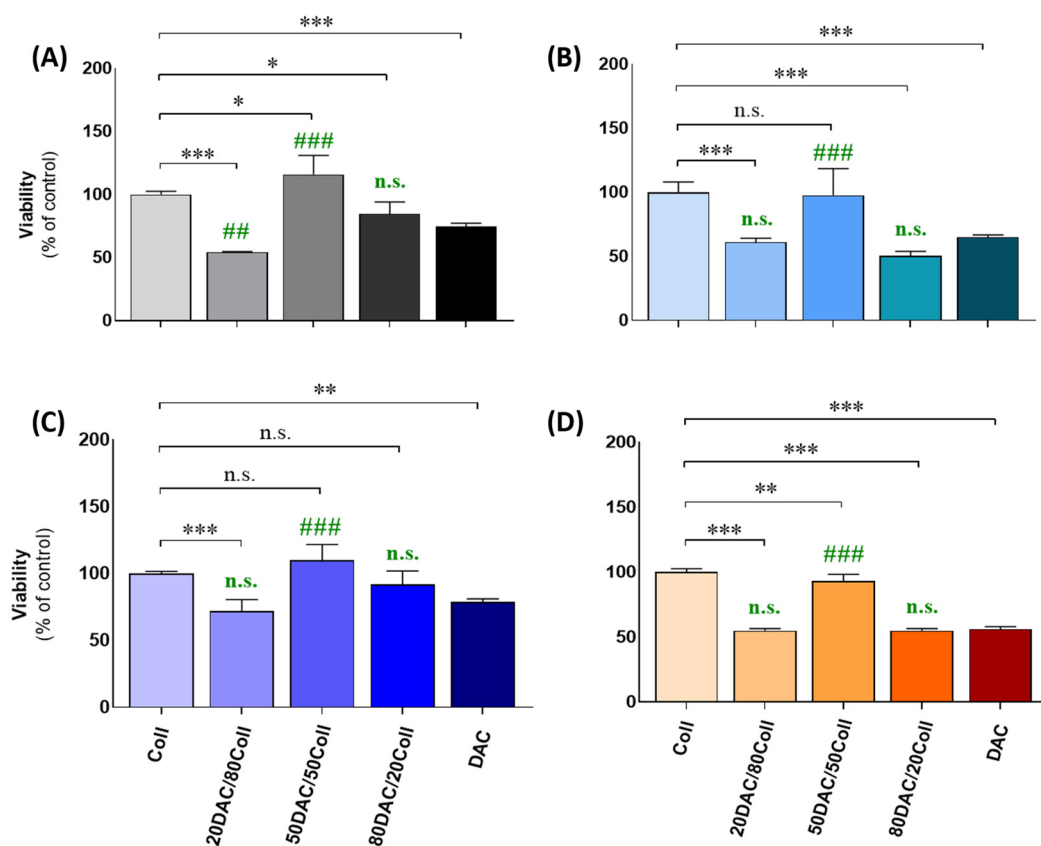 (A)
***
*
*
***
##
###
n.s.
Viability
(% of control)
200
150
100
50
0
(B)
***
***
n.s.
***
n.s.
###
n.s.
200
150
100
50
0
(C)
**
n.s.
n.s.
***
n.s.
###
n.s.
Viability
(% of control)
200
150
100
50
0
Coll
20DAC/80Coll
50DAC/50Coll
80DAC/20Coll
DAC
(D)
***
***
**
***
n.s.
###
n.s.
200
150
100
50
0
Coll
20DAC/80Coll
50DAC/50Coll
80DAC/20Coll
DAC